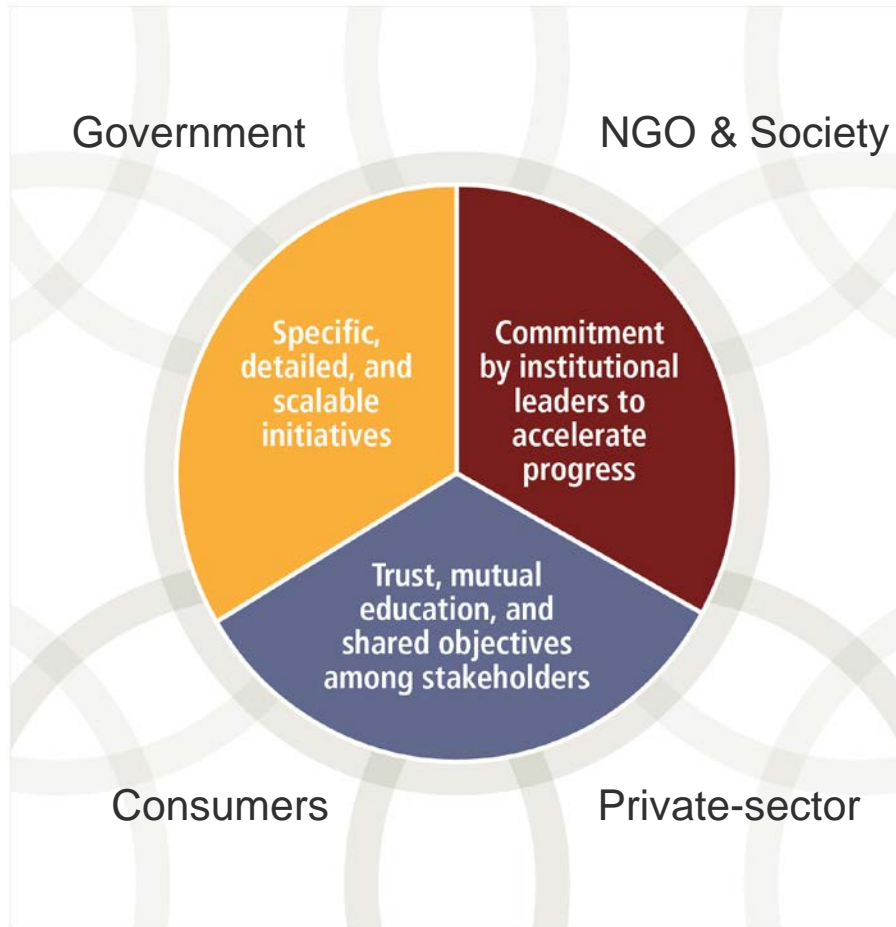 Government
NGO & Society
Specific,
detailed, and
scalable
initiatives
Commitment
by institutional
leaders to
accelerate
progress
Trust, mutual
education, and
shared objectives
among stakeholders
Consumers
Private-sector